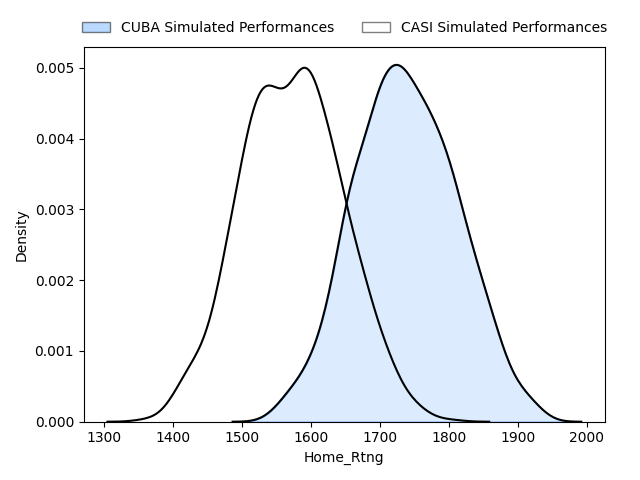 CUBA Simulated Performances CASI Simulated Performances
0.005
0.004
0.003
0.002
0.001
0.000
Density
1300 1400 1500 1600 1700 1800 1900 2000
Home_Rtng